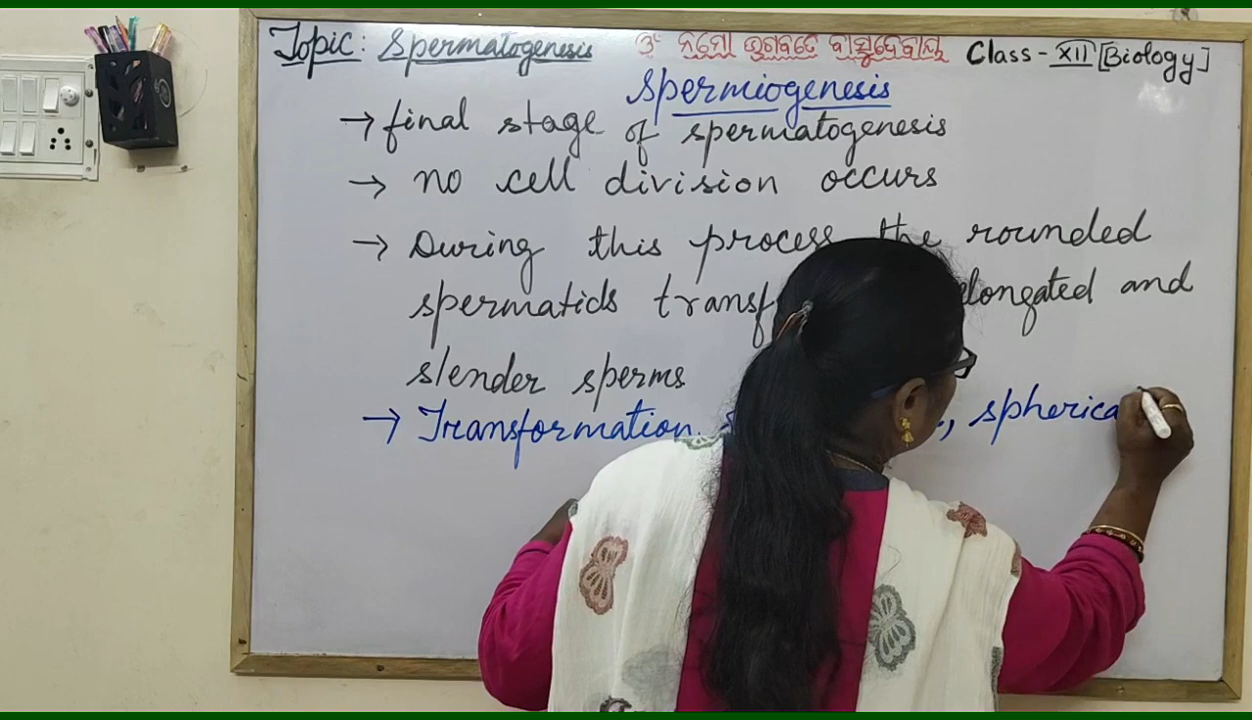 Topic: Spermatogenesis ଓଁ ନମୋ ଭଗବତେ ବାସୁଦେବାୟ Class - XII [Biology]
Spermiogenesis
→ final stage of spermatogenesis
→ no cell division occurs
→ During this process the rounded
spermatids transf elongated and
slender sperms
→ Transformation , spherica